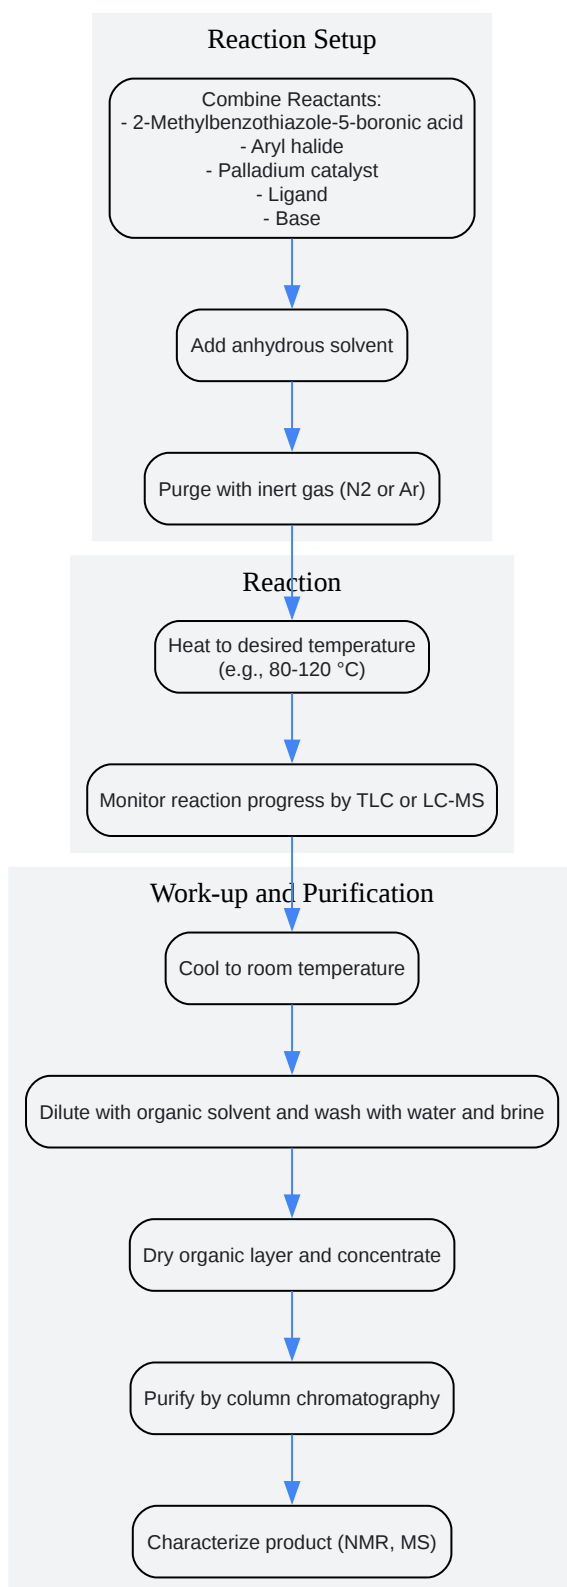 Reaction Setup
Combine Reactants:
- 2-Methylbenzothiazole-5-boronic acid
- Aryl halide
- Palladium catalyst
- Ligand
- Base
Add anhydrous solvent
Purge with inert gas (N2 or Ar)
Reaction
Heat to desired temperature
(e.g., 80-120 °C)
Monitor reaction progress by TLC or LC-MS
Work-up and Purification
Cool to room temperature
Dilute with organic solvent and wash with water and brine
Dry organic layer and concentrate
Purify by column chromatography
Characterize product (NMR, MS)